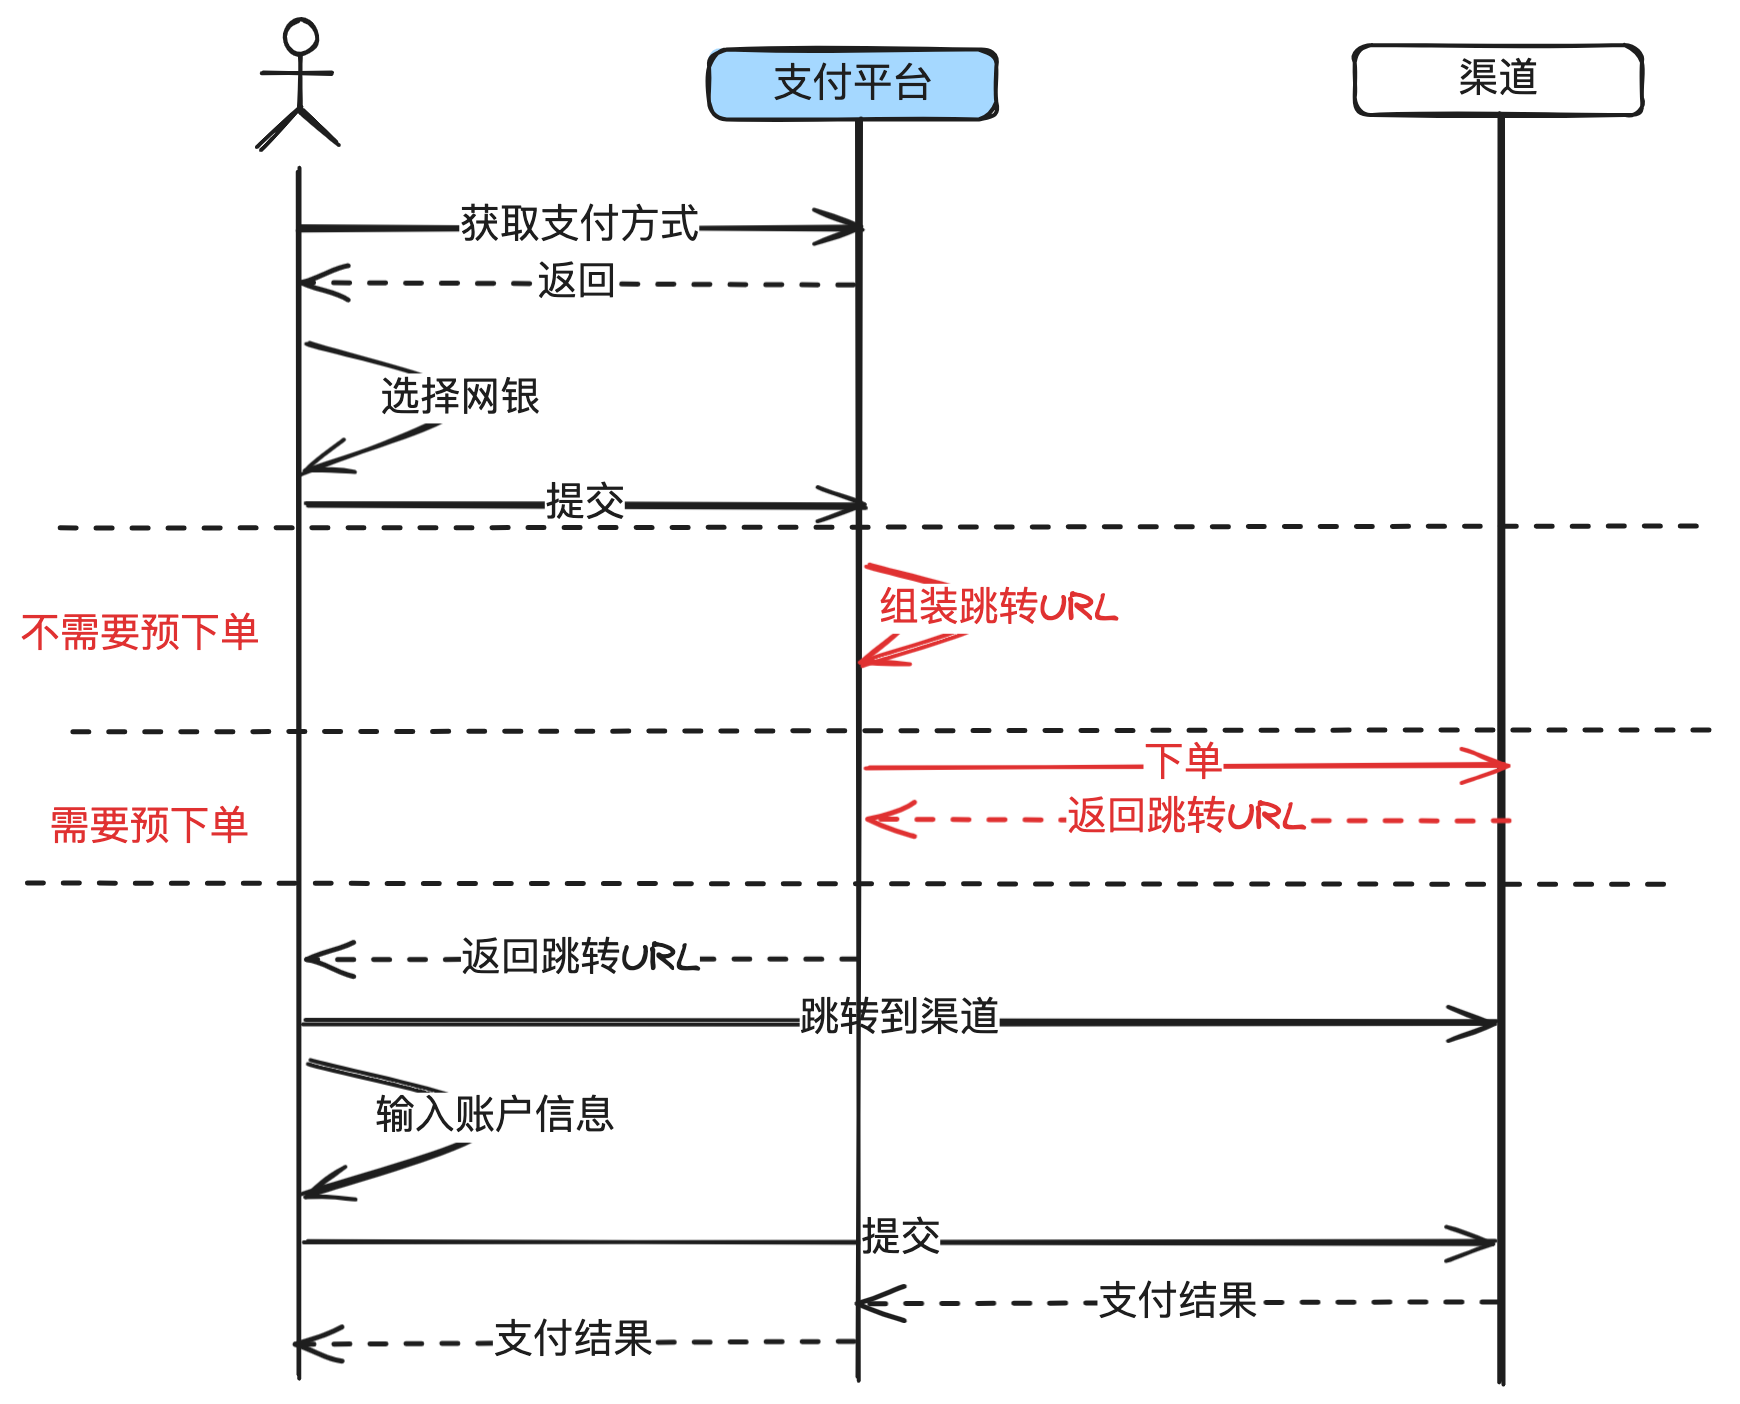 支付平台
渠道
获取支付方式
返回
选择网银
提交
组装跳转URL
不需要预下单
下单
返回跳转URL
需要预下单
返回跳转URL
跳转到渠道
输入账户信息
提交
支付结果
支付结果